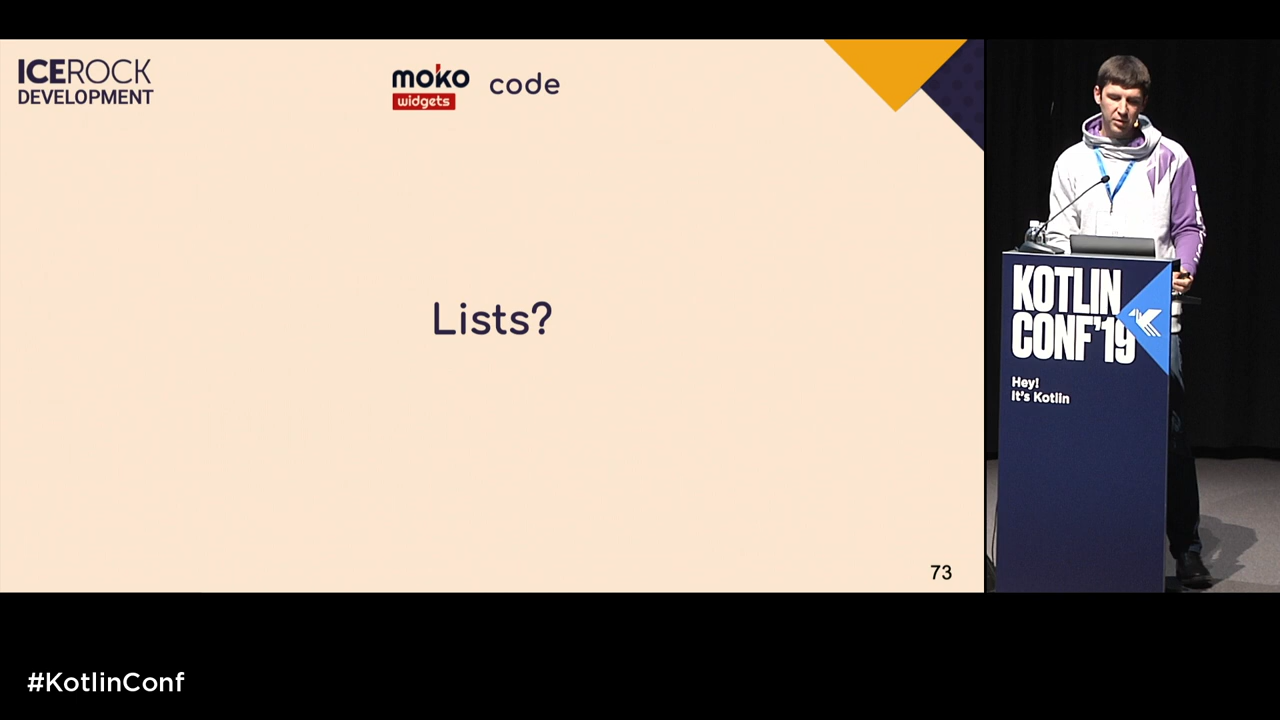 ICEROCK
DEVELOPMENT
moko
widgets
code
Lists?
73
KOTLIN
CONF'19
Hey!
It's Kotlin
#KotlinConf